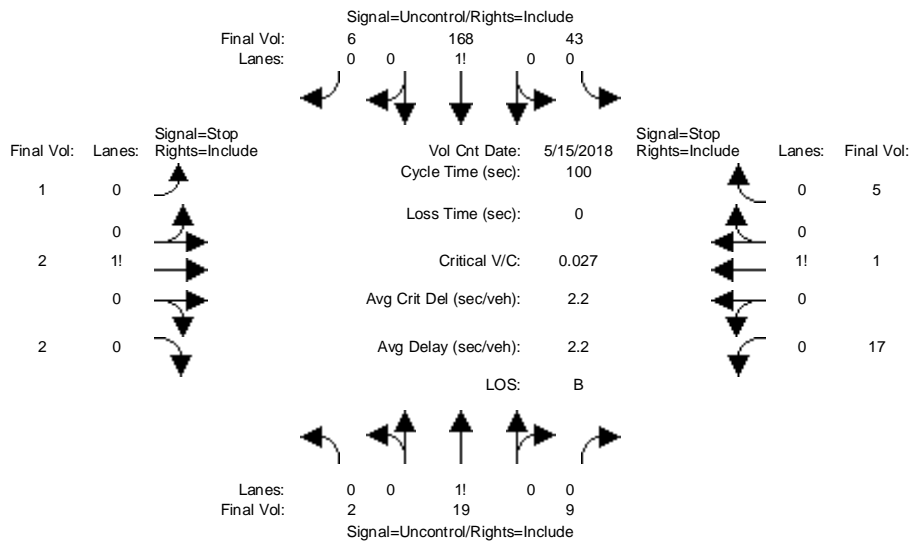 Signal=Uncontrol/Rights=Include
Final Vol: 6 168 43
Lanes: 0 0 1! 0 0
Signal=Stop
Final Vol: Lanes: Rights=Include
Vol Cnt Date: 5/15/2018
Signal=Stop
Rights=Include Lanes: Final Vol:
Cycle Time (sec): 100
1 0
0 5
Loss Time (sec): 0
0
0
2 1!
Critical V/C: 0.027
1! 1
0
Avg Crit Del (sec/veh): 2.2
0
2 0
Avg Delay (sec/veh): 2.2
0 17
LOS: B
Lanes: 0 0 1! 0 0
Final Vol: 2 19 9
Signal=Uncontrol/Rights=Include